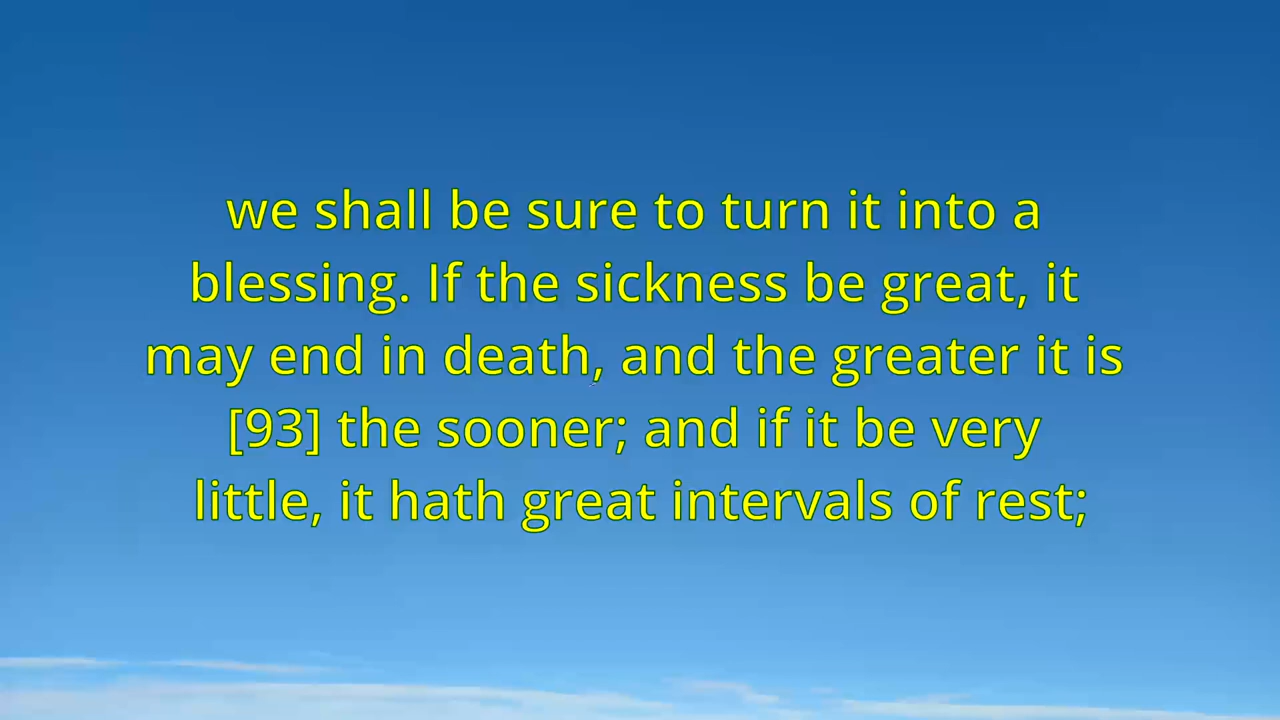 we shall be sure to turn it into a
blessing. If the sickness be great, it
may end in death, and the greater it is
[93] the sooner; and if it be very
little, it hath great intervals of rest;